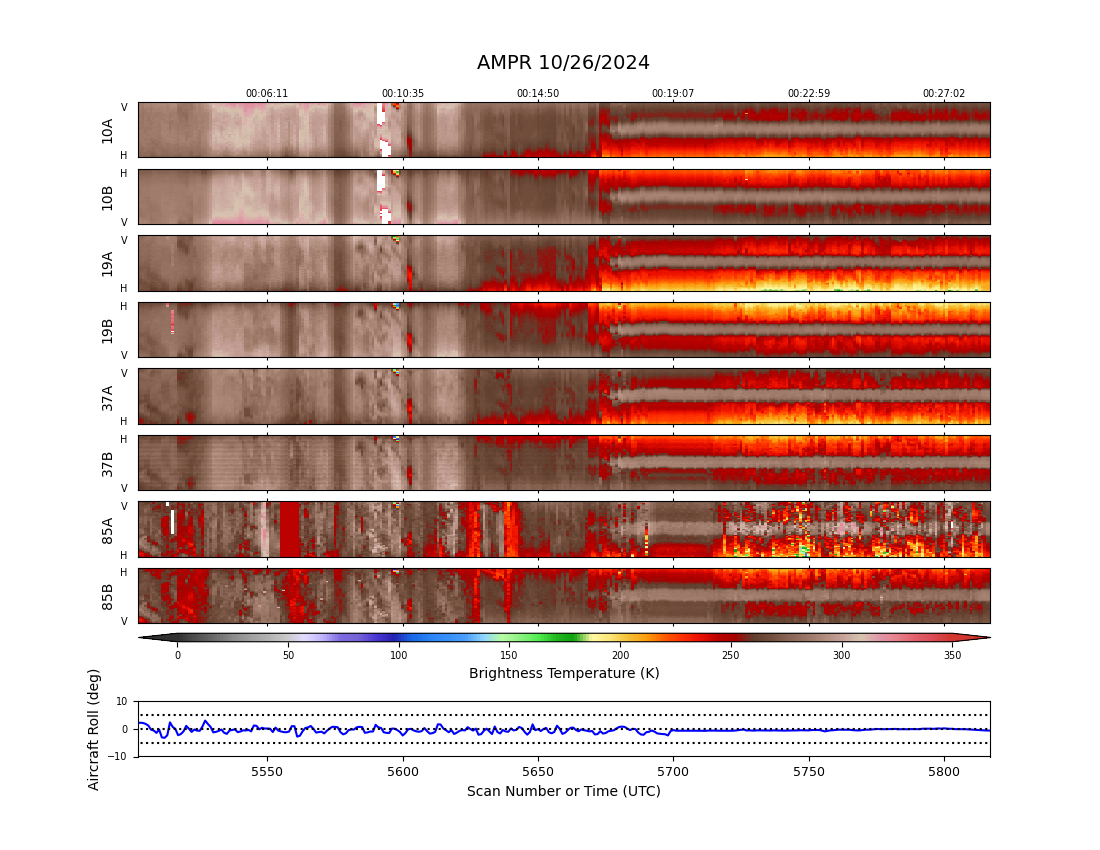 AMPR 10/26/2024
00:06:11 00:10:35 00:14:50 00:19:07 00:22:59 00:27:02
V
10A
H
H
10B
V
V
19A
H
H
19B
V
V
37A
H
H
37B
V
V
85A
H
H
85B
V
0 50 100 150 200 250 300 350
Brightness Temperature (K)
Aircraft Roll (deg)
10
0
−10
5550 5600 5650 5700 5750 5800
Scan Number or Time (UTC)